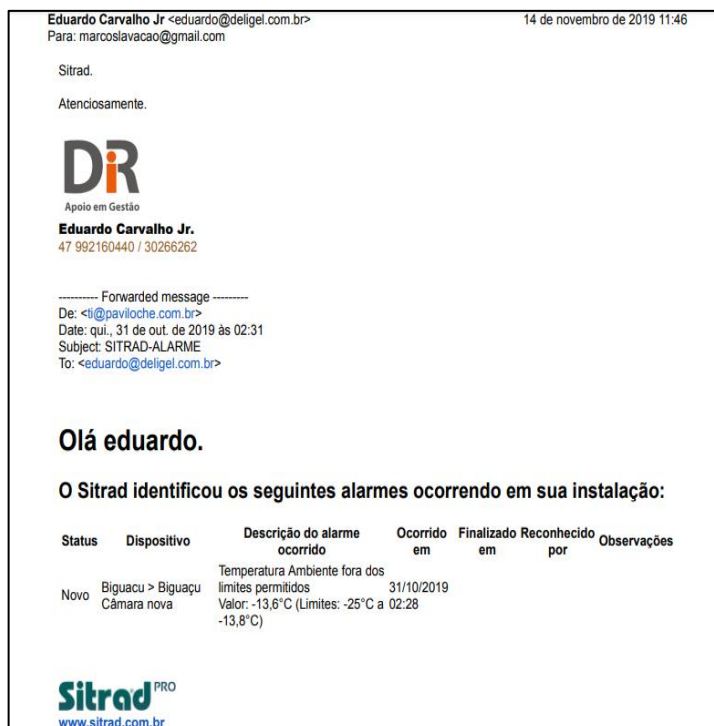 Eduardo Carvalho Jr <eduardo@deligel.com.br> 14 de novembro de 2019 11:46
Para: marcoslavacao@gmail.com
Sitrad.
Atenciosamente.
DiR
Apoio em Gestão
Eduardo Carvalho Jr.
47 992160440 / 30266262
---------- Forwarded message ---------
De: <ti@paviloche.com.br>
Date: qui., 31 de out. de 2019 às 02:31
Subject: SITRAD-ALARME
To: <eduardo@deligel.com.br>
Olá eduardo.
O Sitrad identificou os seguintes alarmes ocorrendo em sua instalação:
Status Dispositivo Descrição do alarme ocorrido Ocorrido em Finalizado em Reconhecido por Observações
Novo Biguacu > Biguaçu Câmara nova Temperatura Ambiente fora dos limites permitidos Valor: -13,6°C (Limites: -25°C a -13,8°C) 31/10/2019 02:28
Sitrad PRO
www.sitrad.com.br